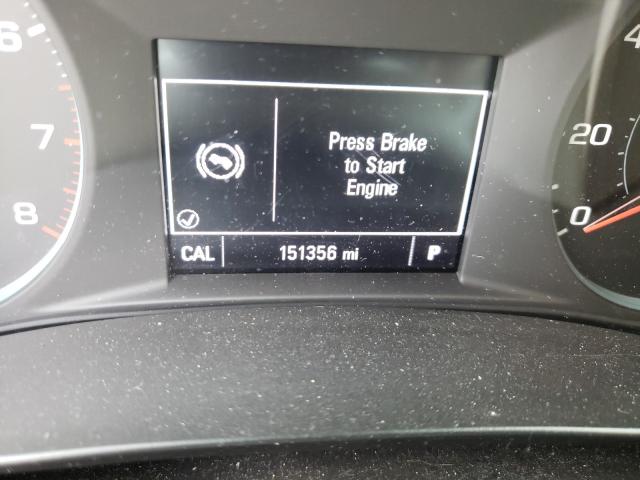 6
7
8
Press Brake
to Start
Engine
CAL 151356 mi P
20
0